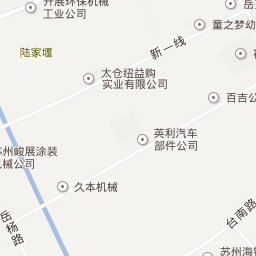 开展环保机械
工业公司
岳
童之梦幼
陆家堰
新一线
太仓纽益购
实业有限公司
百吉公
英利汽车
部件公司
州峻展涂装
机械公司
久本机械
岳杨路
台南路
苏州海